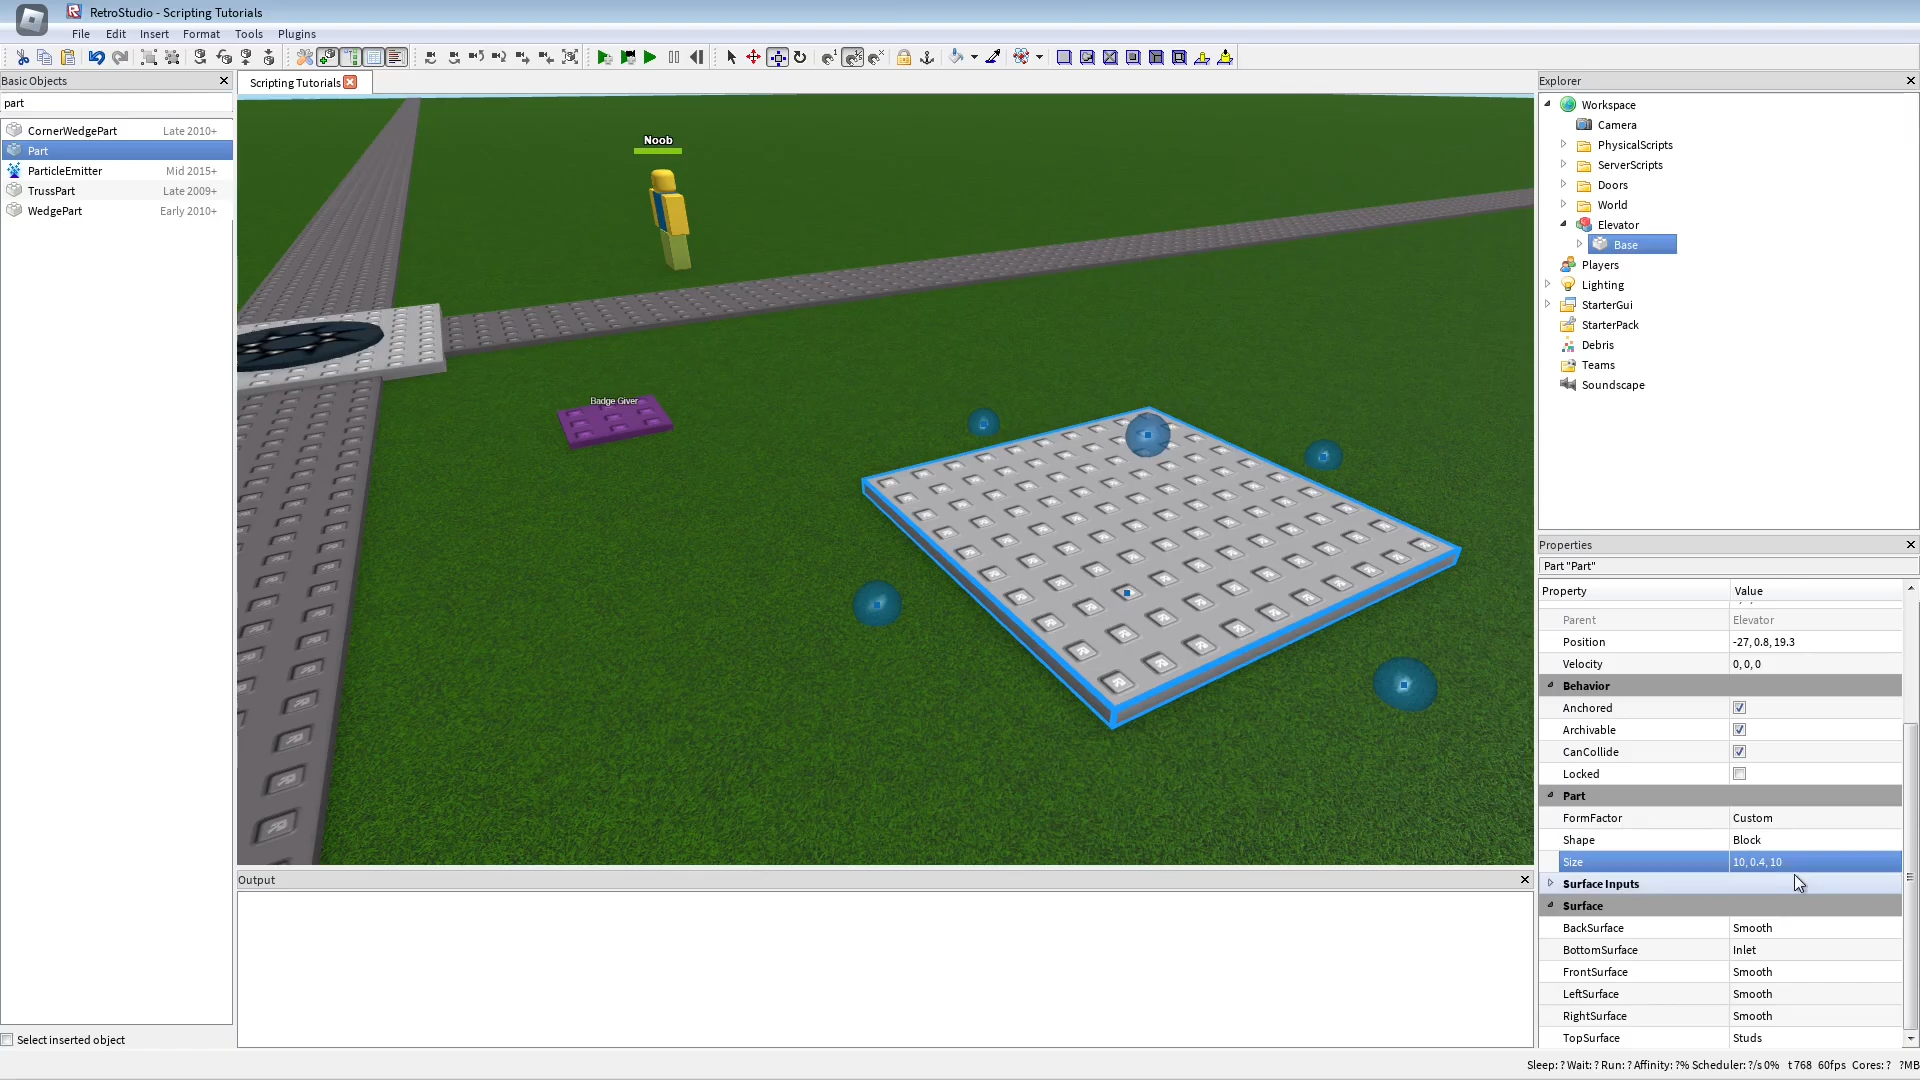 RetroStudio - Scripting Tutorials
File Edit Insert Format Tools Plugins
Basic Objects
part
CornerWedgePart Late 2010+
Part
ParticleEmitter Mid 2015+
TrussPart Late 2009+
WedgePart Early 2010+
Select inserted object
Scripting Tutorials
Noob
Badge Giver
Output
Explorer
Workspace
Camera
PhysicalScripts
ServerScripts
Doors
World
Elevator
Base
Players
Lighting
StarterGui
StarterPack
Debris
Teams
Soundscape
Properties
Part "Part"
Property Value
Parent Elevator
Position -27, 0.8, 19.3
Velocity 0, 0, 0
Behavior
Anchored
Archivable
CanCollide
Locked
Part
FormFactor Custom
Shape Block
Size 10, 0.4, 10
Surface Inputs
Surface
BackSurface Smooth
BottomSurface Inlet
FrontSurface Smooth
LeftSurface Smooth
RightSurface Smooth
TopSurface Studs
Sleep: ? Wait: ? Run: ? Affinity: ?% Scheduler: ?/s 0% t 768 60fps Cores: ? ?MB